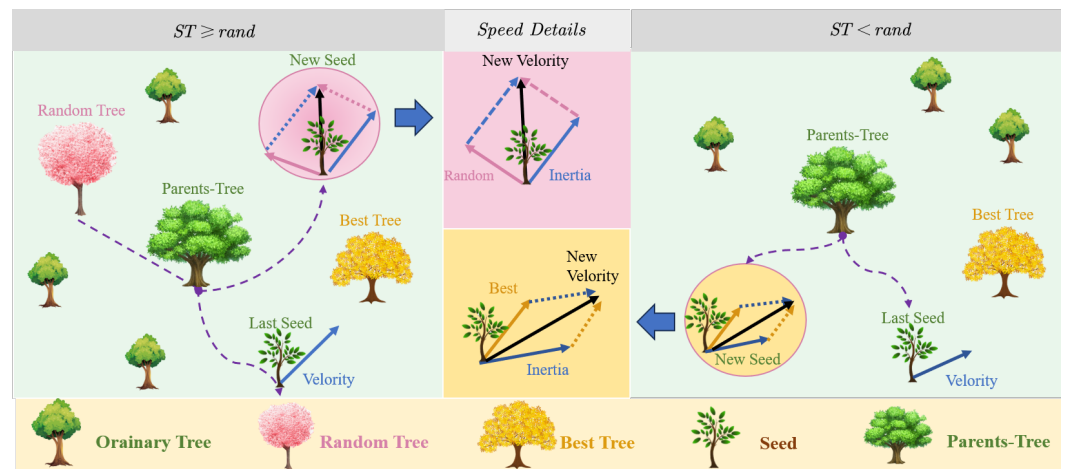 ST ≥ rand
Speed Details
ST < rand
New Seed
Random Tree
Parents-Tree
Best Tree
Last Seed
Velority
New Velority
Random
Inertia
New
Velority
Best
Inertia
Parents-Tree
Best Tree
New Seed
Last Seed
Velority
Orainary Tree
Random Tree
Best Tree
Seed
Parents-Tree